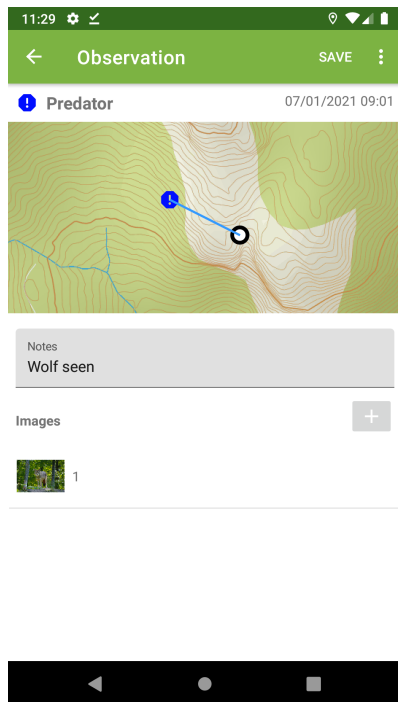 11:29
Observation SAVE
Predator 07/01/2021 09:01
Notes
Wolf seen
Images +
1